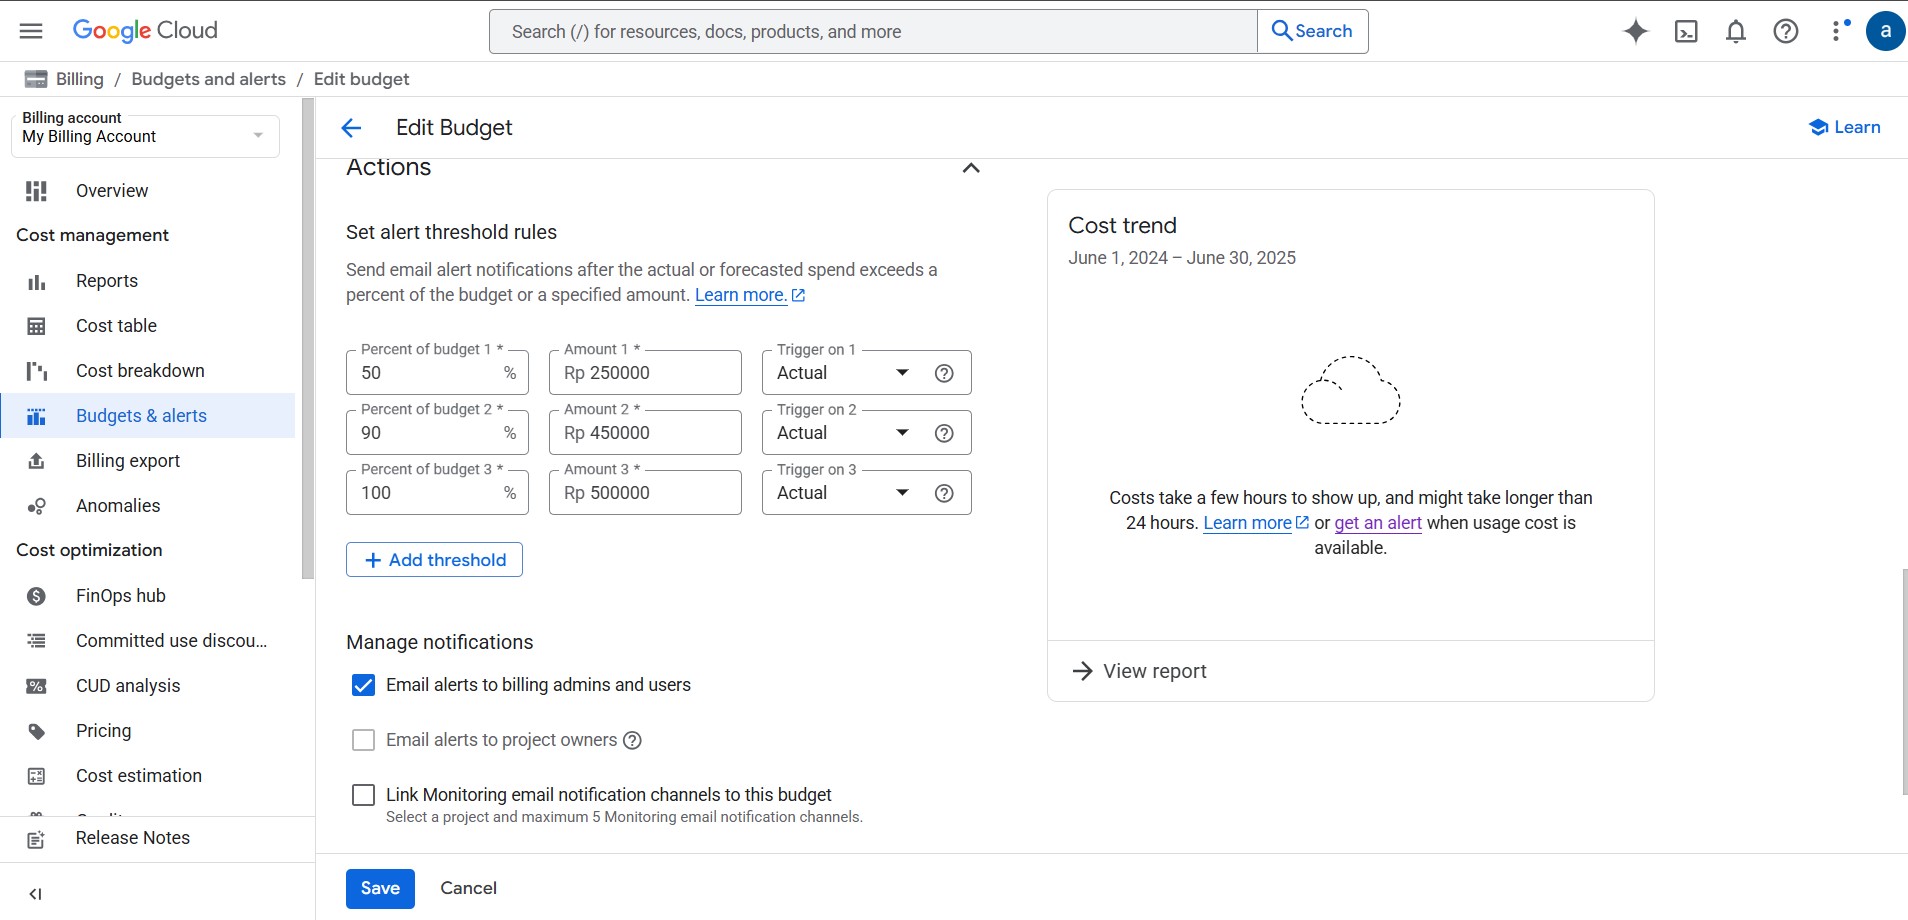 Google Cloud
Search (/) for resources, docs, products, and more
Search
a
Billing / Budgets and alerts / Edit budget
Billing account
My Billing Account
Overview
Cost management
Reports
Cost table
Cost breakdown
Budgets & alerts
Billing export
Anomalies
Cost optimization
FinOps hub
Committed use discou...
CUD analysis
Pricing
Cost estimation
Release Notes
Edit Budget
Learn
Actions
Set alert threshold rules
Send email alert notifications after the actual or forecasted spend exceeds a
percent of the budget or a specified amount. Learn more.
Percent of budget 1 * Amount 1 * Trigger on 1
50 % Rp 250000 Actual
Percent of budget 2 * Amount 2 * Trigger on 2
90 % Rp 450000 Actual
Percent of budget 3 * Amount 3 * Trigger on 3
100 % Rp 500000 Actual
+ Add threshold
Manage notifications
Email alerts to billing admins and users
Email alerts to project owners
Link Monitoring email notification channels to this budget
Select a project and maximum 5 Monitoring email notification channels.
Save Cancel
Cost trend
June 1, 2024 – June 30, 2025
Costs take a few hours to show up, and might take longer than
24 hours. Learn more or get an alert when usage cost is
available.
View report